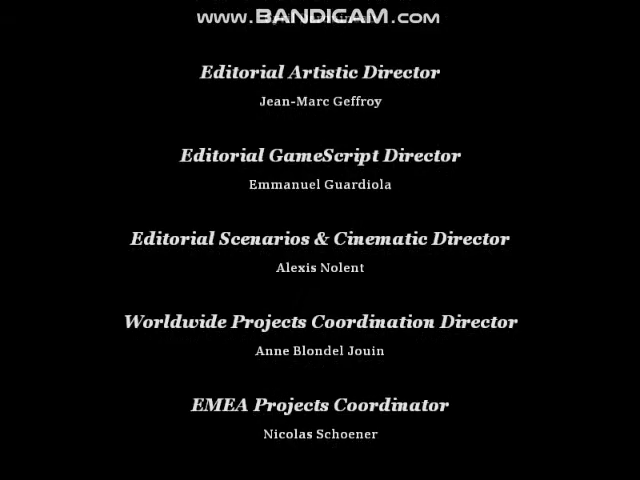 www.BANDICAM.com
Editorial Artistic Director
Jean-Marc Geffroy
Editorial GameScript Director
Emmanuel Guardiola
Editorial Scenarios & Cinematic Director
Alexis Nolent
Worldwide Projects Coordination Director
Anne Blondel Jouin
EMEA Projects Coordinator
Nicolas Schoener